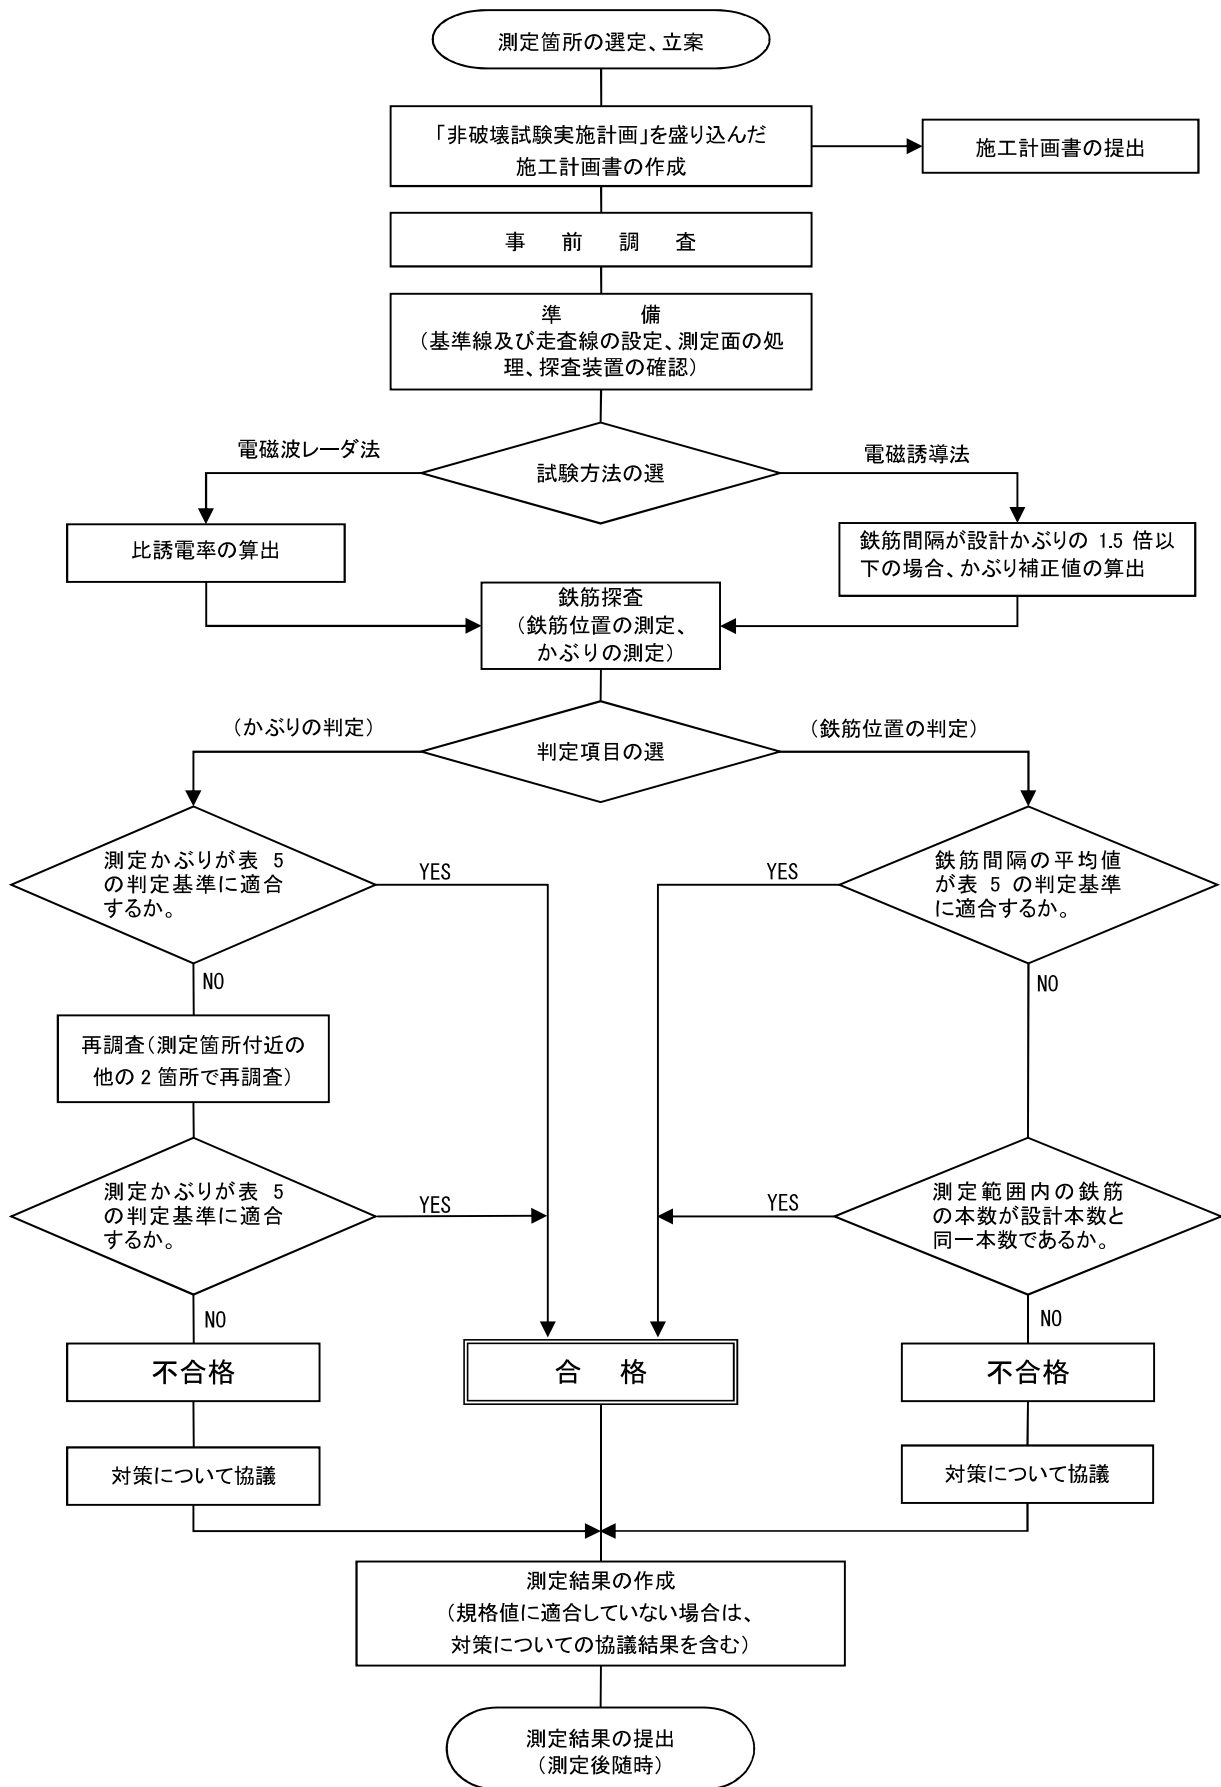 測定箇所の選定、立案
「非破壊試験実施計画」を盛り込んだ
施工計画書の作成
施工計画書の提出
事 前 調 査
準 備
(基準線及び走査線の設定、測定面の処
理、探査装置の確認)
電磁波レーダ法
試験方法の選
電磁誘導法
比誘電率の算出
鉄筋間隔が設計かぶりの 1.5 倍以
下の場合、かぶり補正値の算出
鉄筋探査
(鉄筋位置の測定、
かぶりの測定)
(かぶりの判定)
判定項目の選
(鉄筋位置の判定)
測定かぶりが表 5
の判定基準に適合
するか。
YES
YES
鉄筋間隔の平均値
が表 5 の判定基準
に適合するか。
NO
NO
再調査(測定箇所付近の
他の 2 箇所で再調査)
測定かぶりが表 5
の判定基準に適合
するか。
YES
YES
測定範囲内の鉄筋
の本数が設計本数と
同一本数であるか。
NO
NO
不合格
合 格
不合格
対策について協議
対策について協議
測定結果の作成
(規格値に適合していない場合は、
対策についての協議結果を含む)
測定結果の提出
(測定後随時)